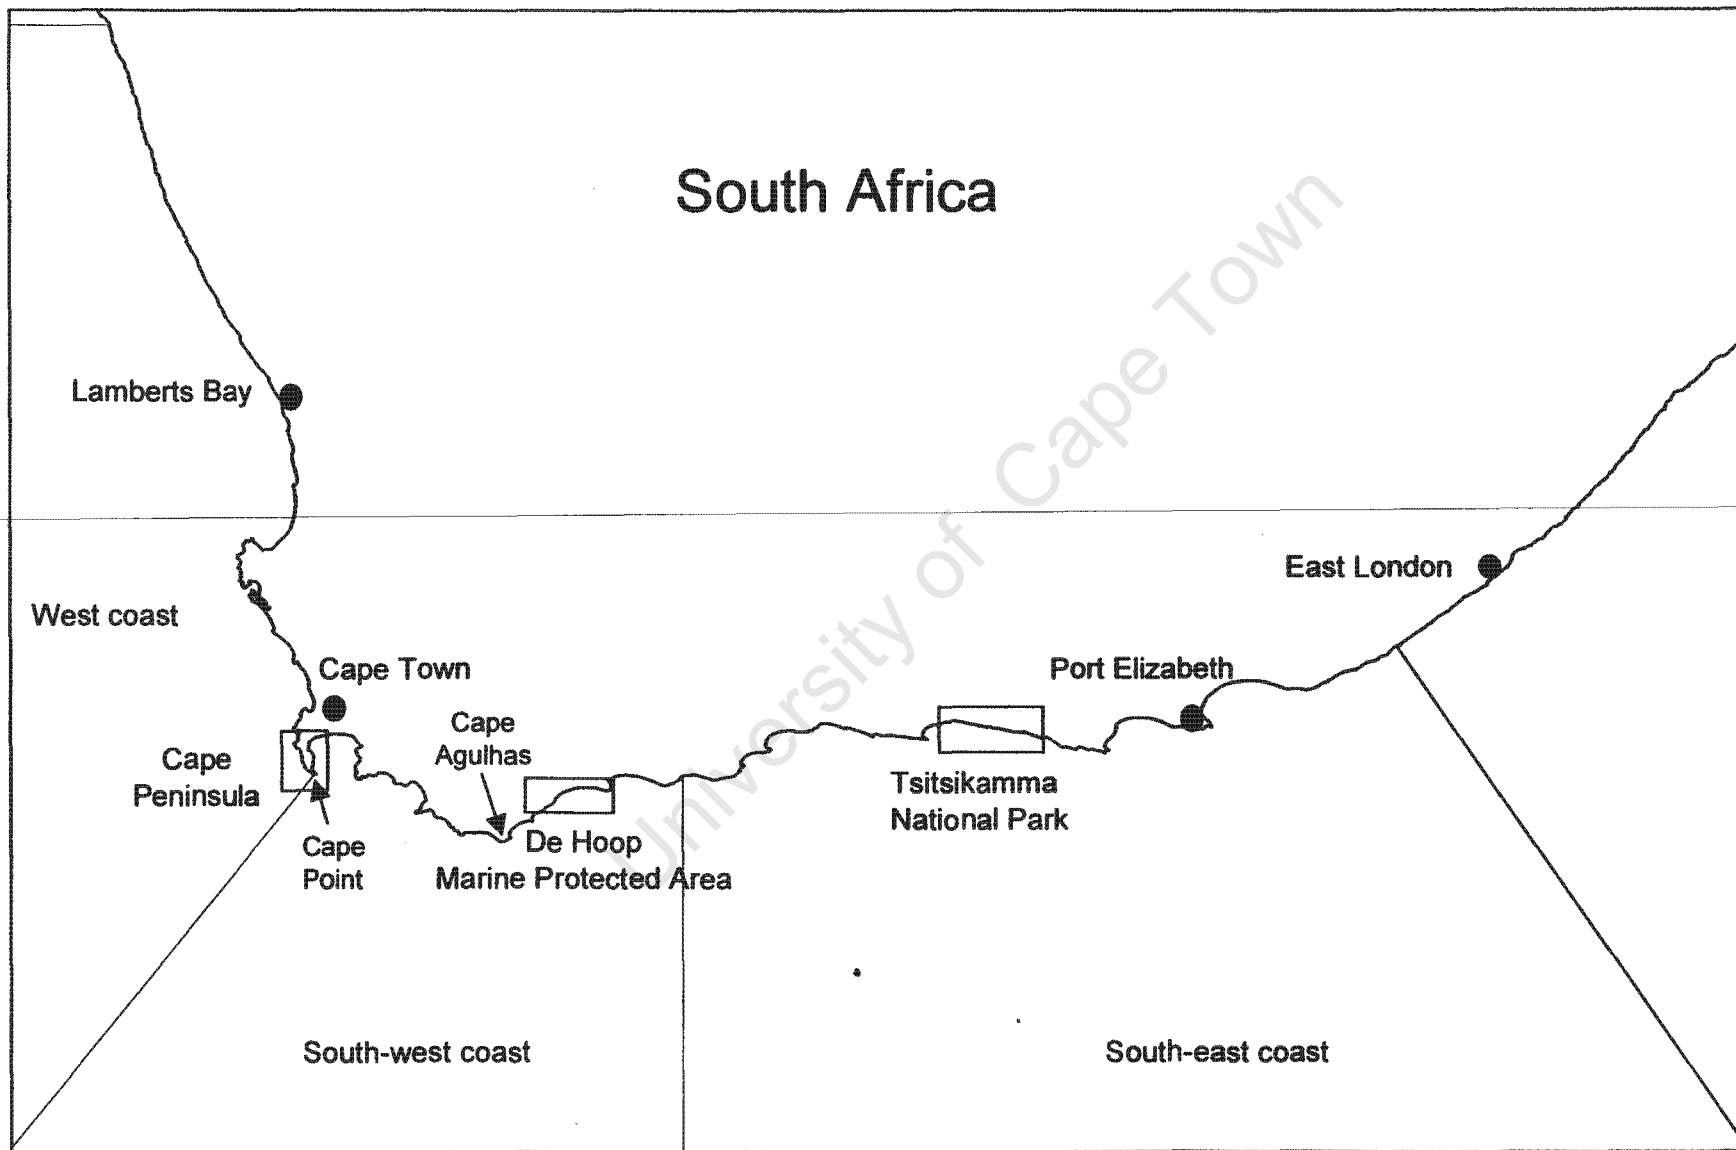 South Africa
Lamberts Bay
East London
West coast
Cape Town
Port Elizabeth
Cape
Agulhas
Cape
Peninsula
Tsitsikamma
National Park
De Hoop
Marine Protected Area
Cape
Point
South-west coast
South-east coast
University of Cape Town